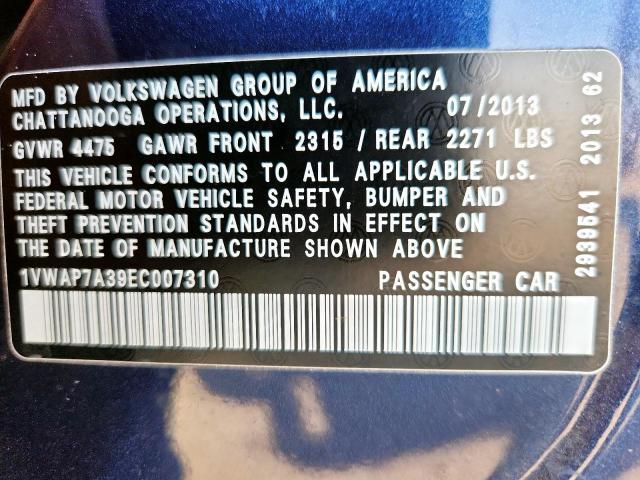 MFD BY VOLKSWAGEN GROUP OF AMERICA
CHATTANOOGA OPERATIONS, LLC. 07/2013
GVWR 4475 GAWR FRONT 2315 / REAR 2271 LBS
THIS VEHICLE CONFORMS TO ALL APPLICABLE U.S.
FEDERAL MOTOR VEHICLE SAFETY, BUMPER AND
THEFT PREVENTION STANDARDS IN EFFECT ON
THE DATE OF MANUFACTURE SHOWN ABOVE
1VWAP7A39EC007310 PASSENGER CAR
2939541 2013 62